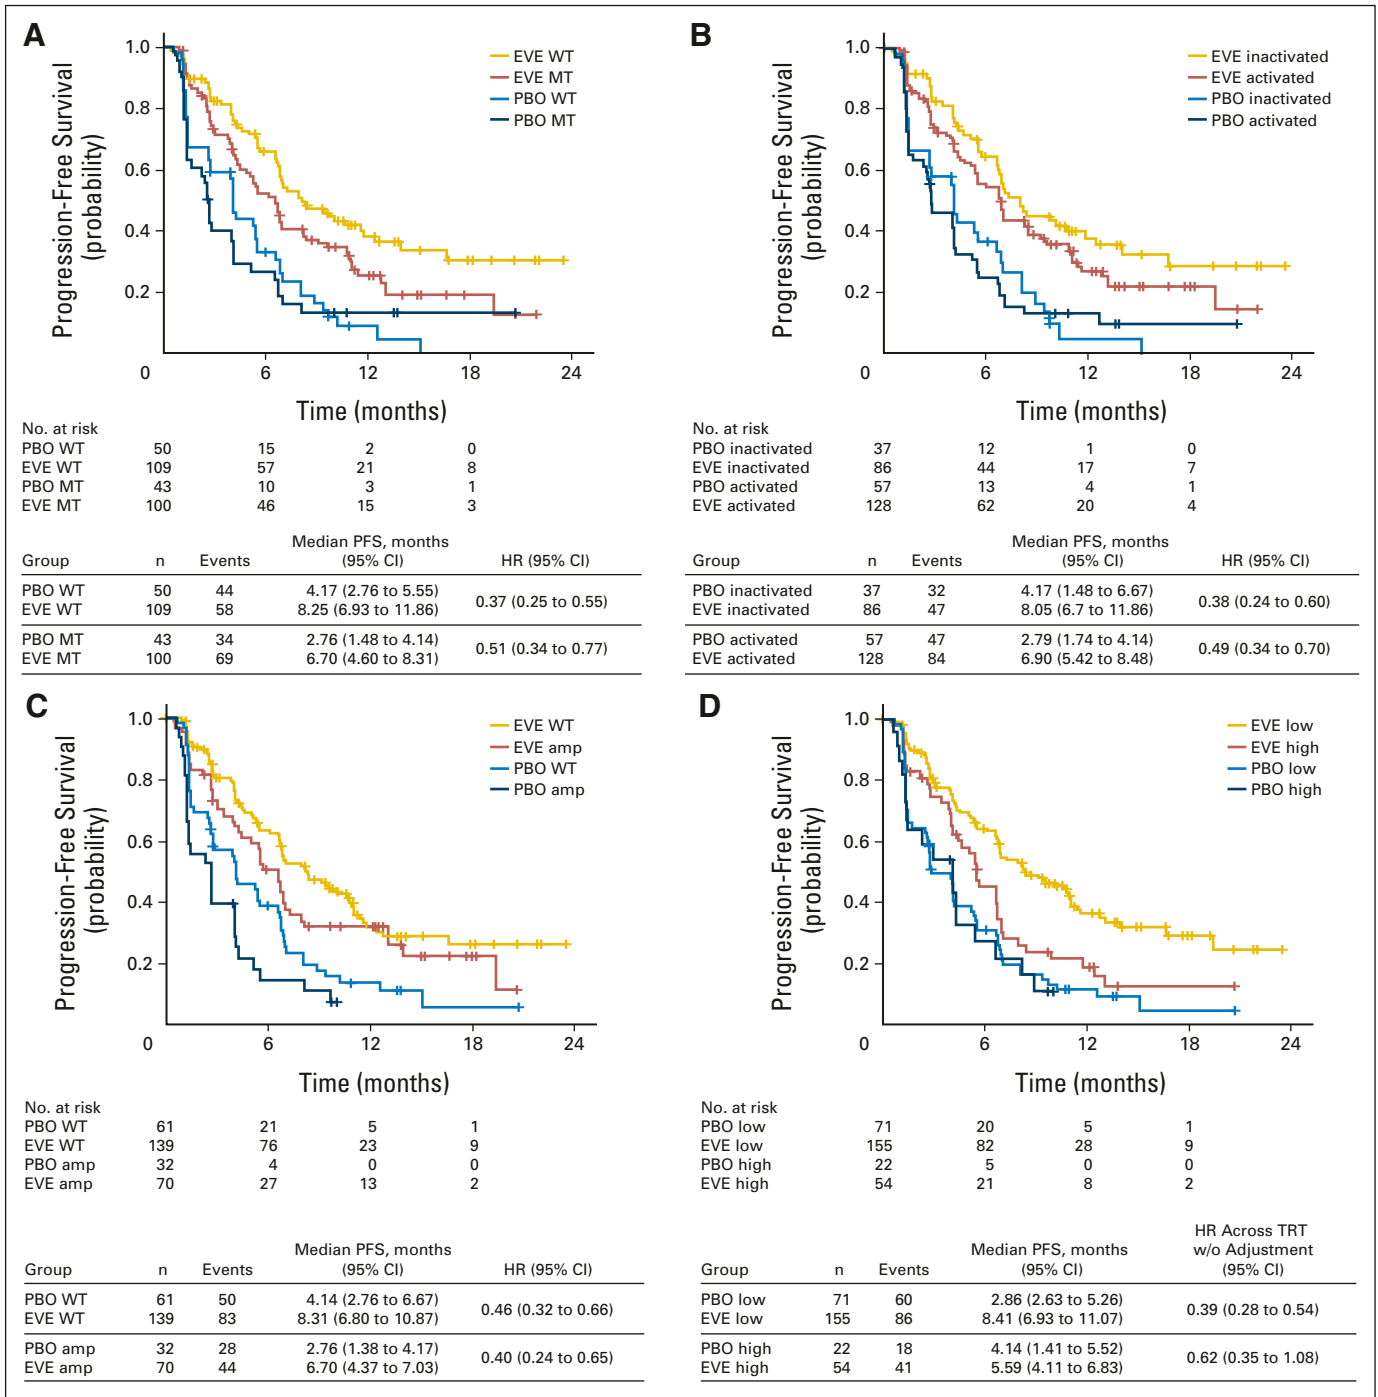 A
Progression-Free Survival
(probability)
1.0
0.8
0.6
0.4
0.2
0
6
12
18
24
Time (months)
EVE WT
EVE MT
PBO WT
PBO MT
No. at risk
PBO WT 50 15 2 0
EVE WT 109 57 21 8
PBO MT 43 10 3 1
EVE MT 100 46 15 3
Median PFS, months
Group n Events (95% CI) HR (95% CI)
PBO WT 50 44 4.17 (2.76 to 5.55)
EVE WT 109 58 8.25 (6.93 to 11.86)
0.37 (0.25 to 0.55)
PBO MT 43 34 2.76 (1.48 to 4.14)
EVE MT 100 69 6.70 (4.60 to 8.31)
0.51 (0.34 to 0.77)
B
Progression-Free Survival
(probability)
1.0
0.8
0.6
0.4
0.2
0
6
12
18
24
Time (months)
EVE inactivated
EVE activated
PBO inactivated
PBO activated
No. at risk
PBO inactivated 37 12 1 0
EVE inactivated 86 44 17 7
PBO activated 57 13 4 1
EVE activated 128 62 20 4
Median PFS, months
Group n Events (95% CI) HR (95% CI)
PBO inactivated 37 32 4.17 (1.48 to 6.67)
EVE inactivated 86 47 8.05 (6.7 to 11.86)
0.38 (0.24 to 0.60)
PBO activated 57 47 2.79 (1.74 to 4.14)
EVE activated 128 84 6.90 (5.42 to 8.48)
0.49 (0.34 to 0.70)
C
Progression-Free Survival
(probability)
1.0
0.8
0.6
0.4
0.2
0
6
12
18
24
Time (months)
EVE WT
EVE amp
PBO WT
PBO amp
No. at risk
PBO WT 61 21 5 1
EVE WT 139 76 23 9
PBO amp 32 4 0 0
EVE amp 70 27 13 2
Median PFS, months
Group n Events (95% CI) HR (95% CI)
PBO WT 61 50 4.14 (2.76 to 6.67)
EVE WT 139 83 8.31 (6.80 to 10.87)
0.46 (0.32 to 0.66)
PBO amp 32 28 2.76 (1.38 to 4.17)
EVE amp 70 44 6.70 (4.37 to 7.03)
0.40 (0.24 to 0.65)
D
Progression-Free Survival
(probability)
1.0
0.8
0.6
0.4
0.2
0
6
12
18
24
Time (months)
EVE low
EVE high
PBO low
PBO high
No. at risk
PBO low 71 20 5 1
EVE low 155 82 28 9
PBO high 22 5 0 0
EVE high 54 21 8 2
HR Across TRT
Median PFS, months w/o Adjustment
Group n Events (95% CI) (95% CI)
PBO low 71 60 2.86 (2.63 to 5.26)
EVE low 155 86 8.41 (6.93 to 11.07)
0.39 (0.28 to 0.54)
PBO high 22 18 4.14 (1.41 to 5.52)
EVE high 54 41 5.59 (4.11 to 6.83)
0.62 (0.35 to 1.08)